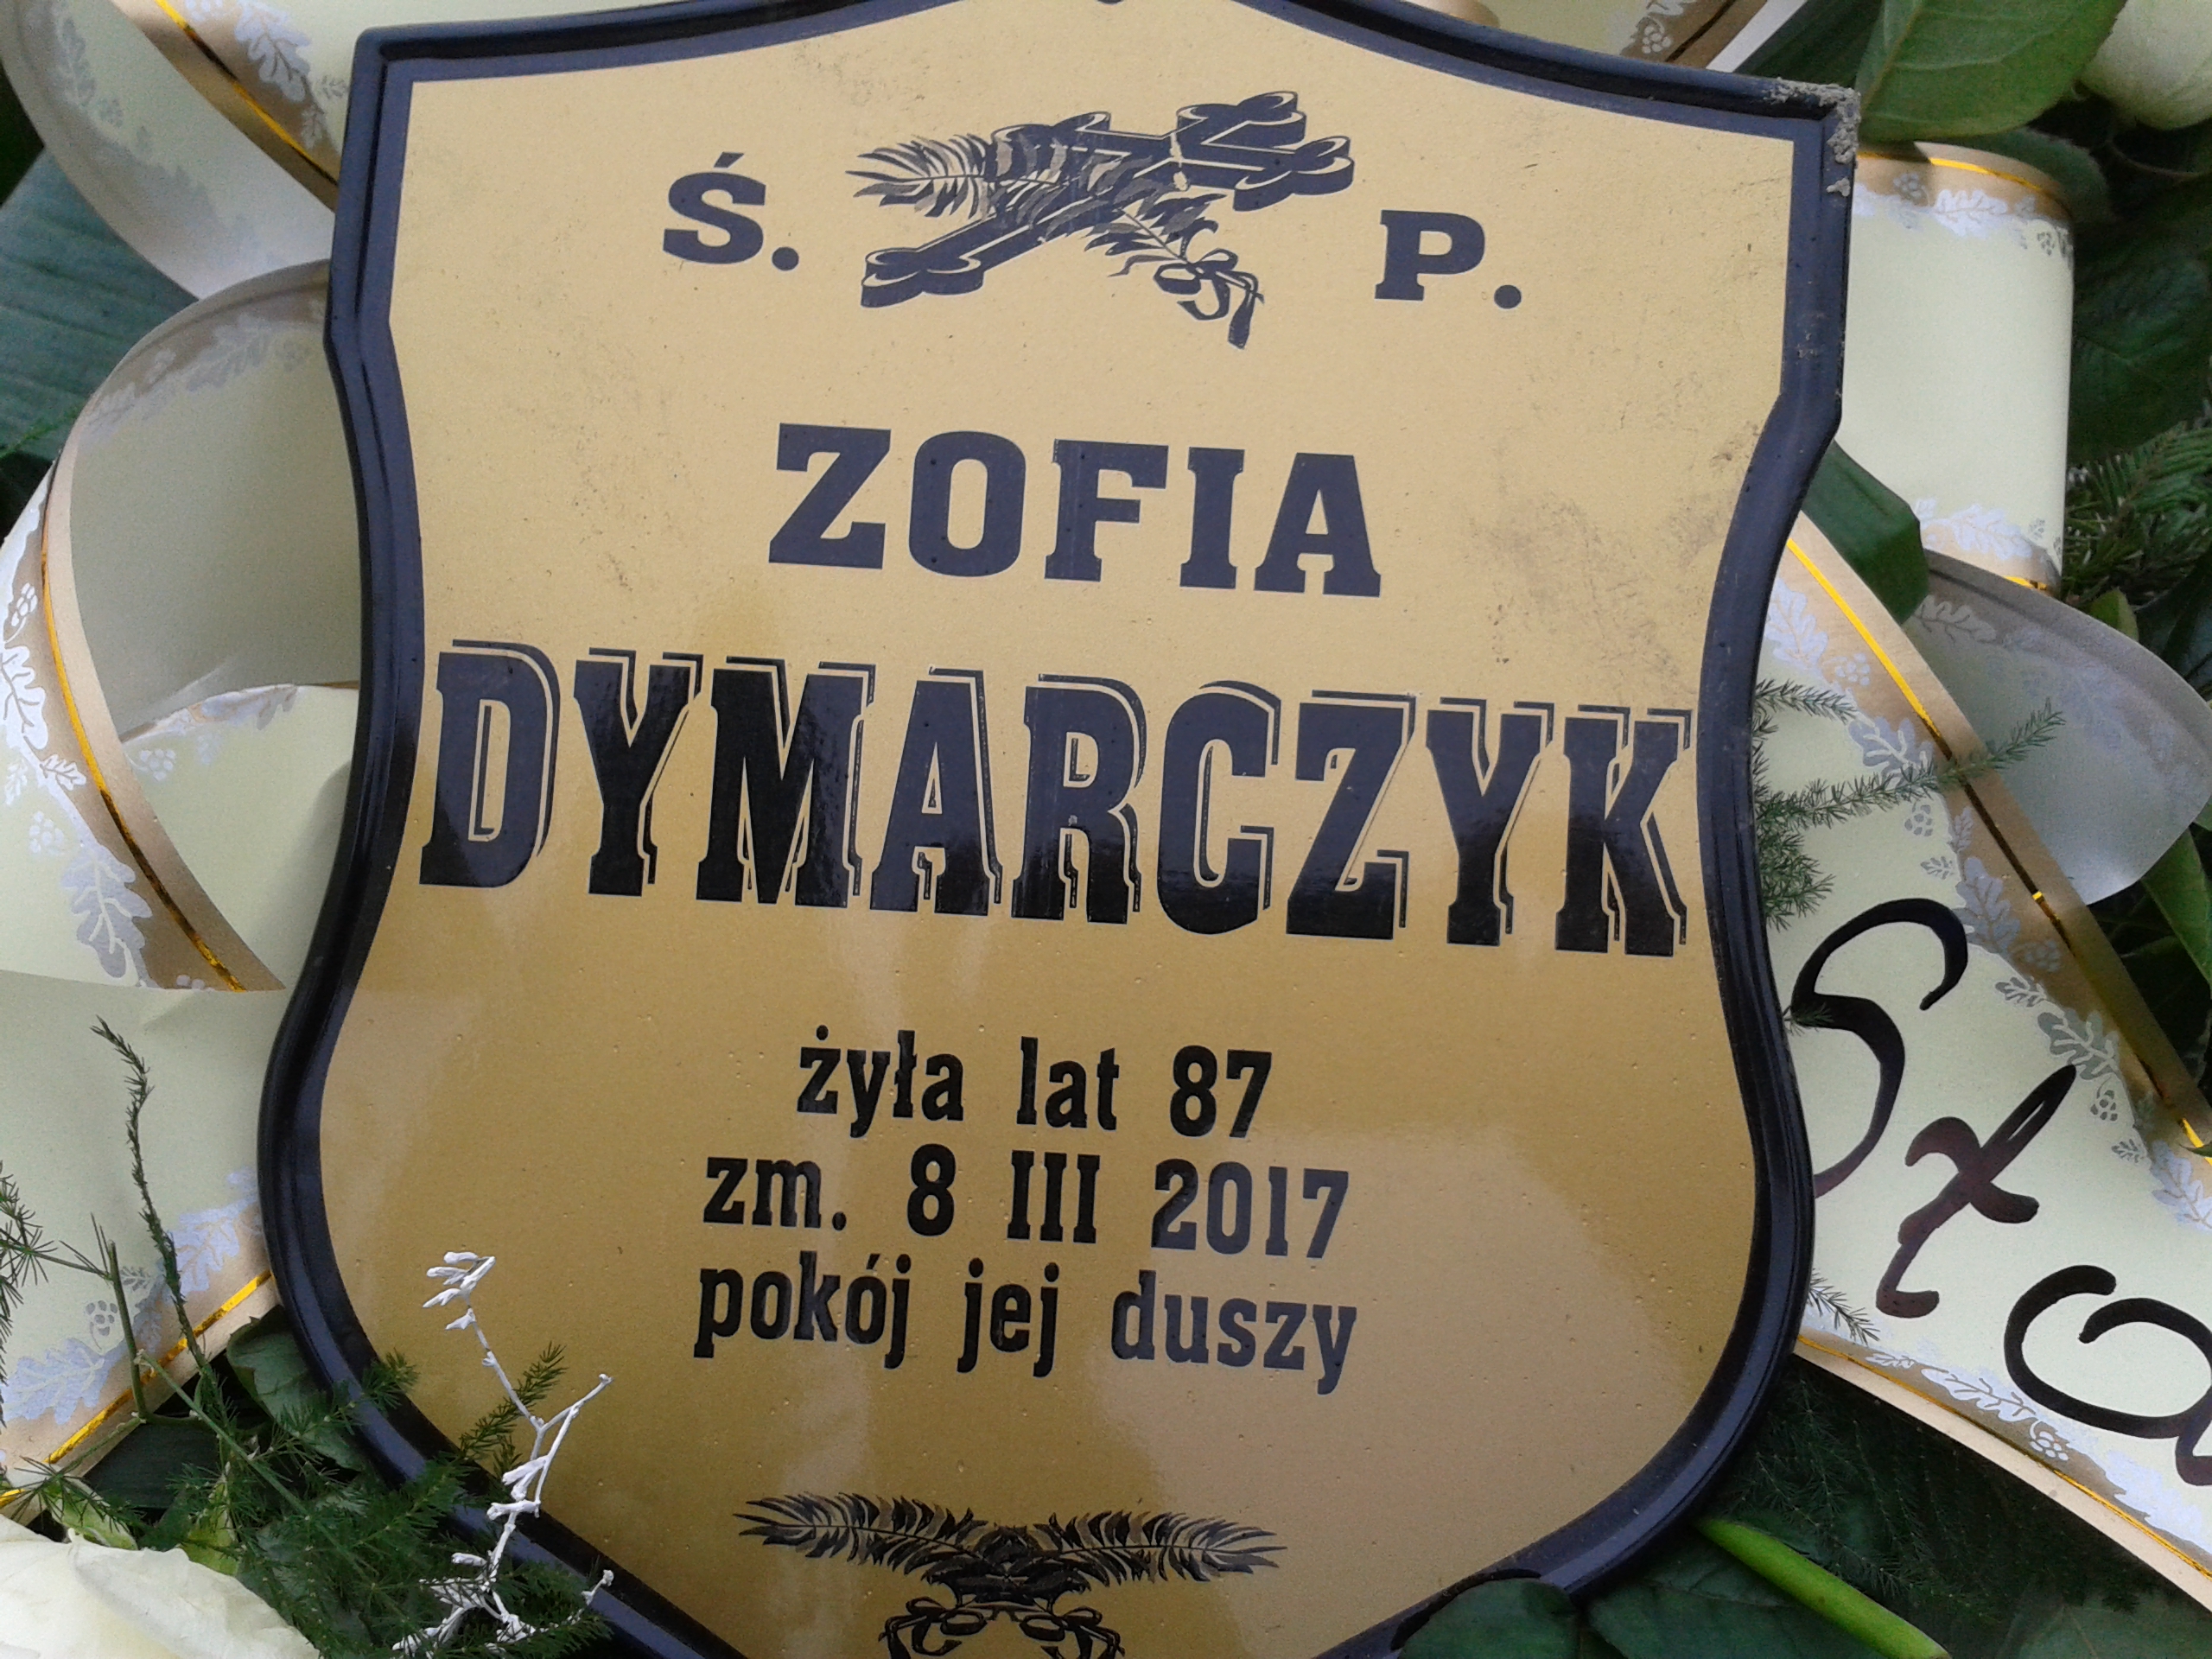 Ś. P.
ZOFIA
DYMARCZYK
żyła lat 87
zm. 8 III 2017
pokój jej duszy